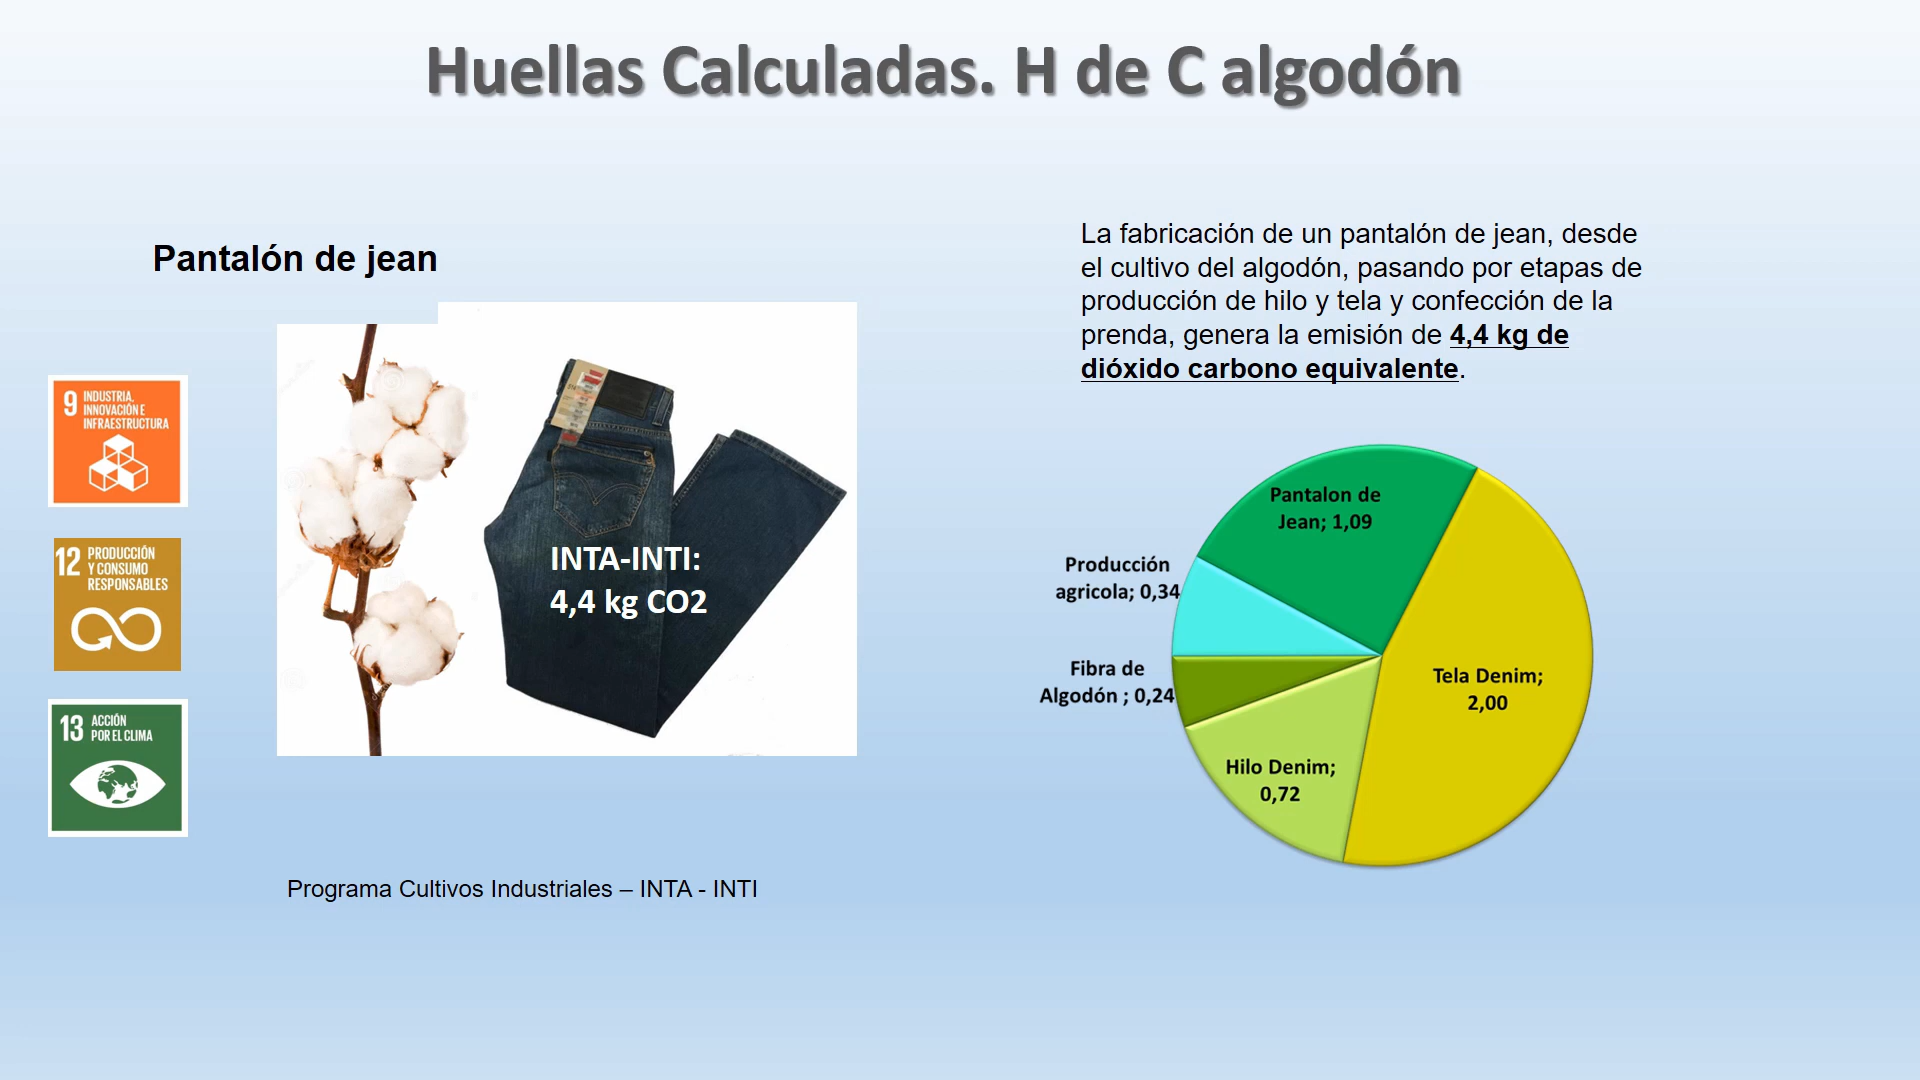 Huellas Calculadas. H de C algodón
Pantalón de jean
La fabricación de un pantalón de jean, desde
el cultivo del algodón, pasando por etapas de
producción de hilo y tela y confección de la
prenda, genera la emisión de 4,4 kg de
dióxido carbono equivalente.
9 INDUSTRIA,
INNOVACIÓN E
INFRAESTRUCTURA
12 PRODUCCIÓN
Y CONSUMO
RESPONSABLES
13 ACCIÓN
POR EL CLIMA
INTA-INTI:
4,4 kg CO2
Pantalon de
Jean; 1,09
Producción
agricola; 0,34
Fibra de
Algodón ; 0,24
Hilo Denim;
0,72
Tela Denim;
2,00
Programa Cultivos Industriales – INTA - INTI